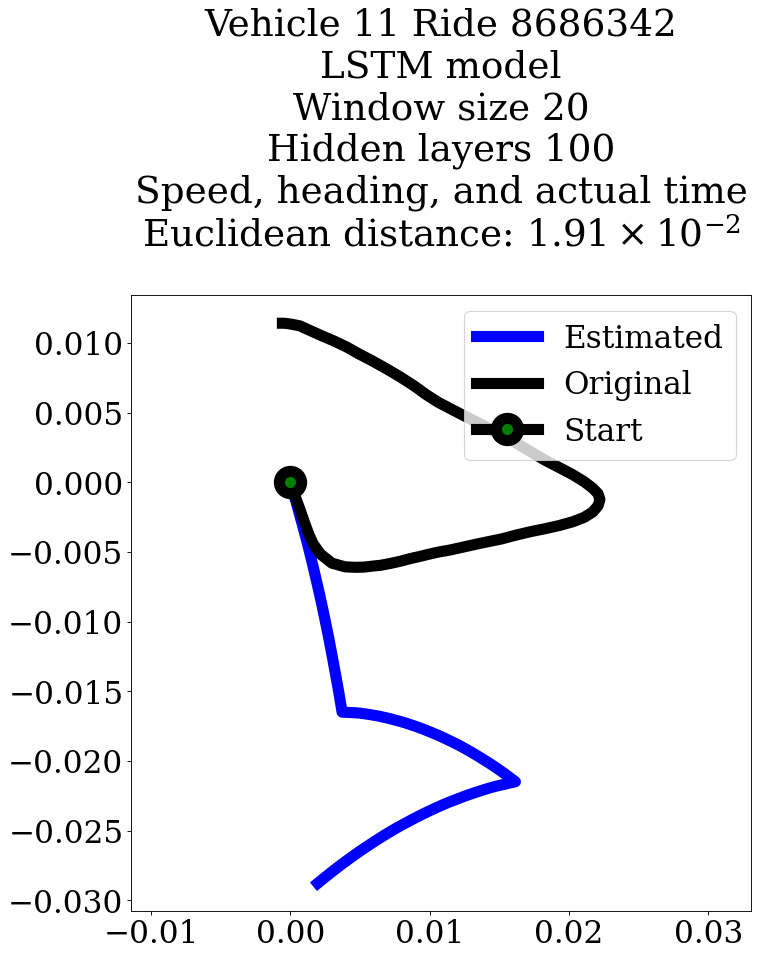 Vehicle 11 Ride 8686342
LSTM model
Window size 20
Hidden layers 100
Speed, heading, and actual time
Euclidean distance: 1.91 × 10⁻²
Estimated
Original
Start
0.010
0.005
0.000
−0.005
−0.010
−0.015
−0.020
−0.025
−0.030
−0.01 0.00 0.01 0.02 0.03